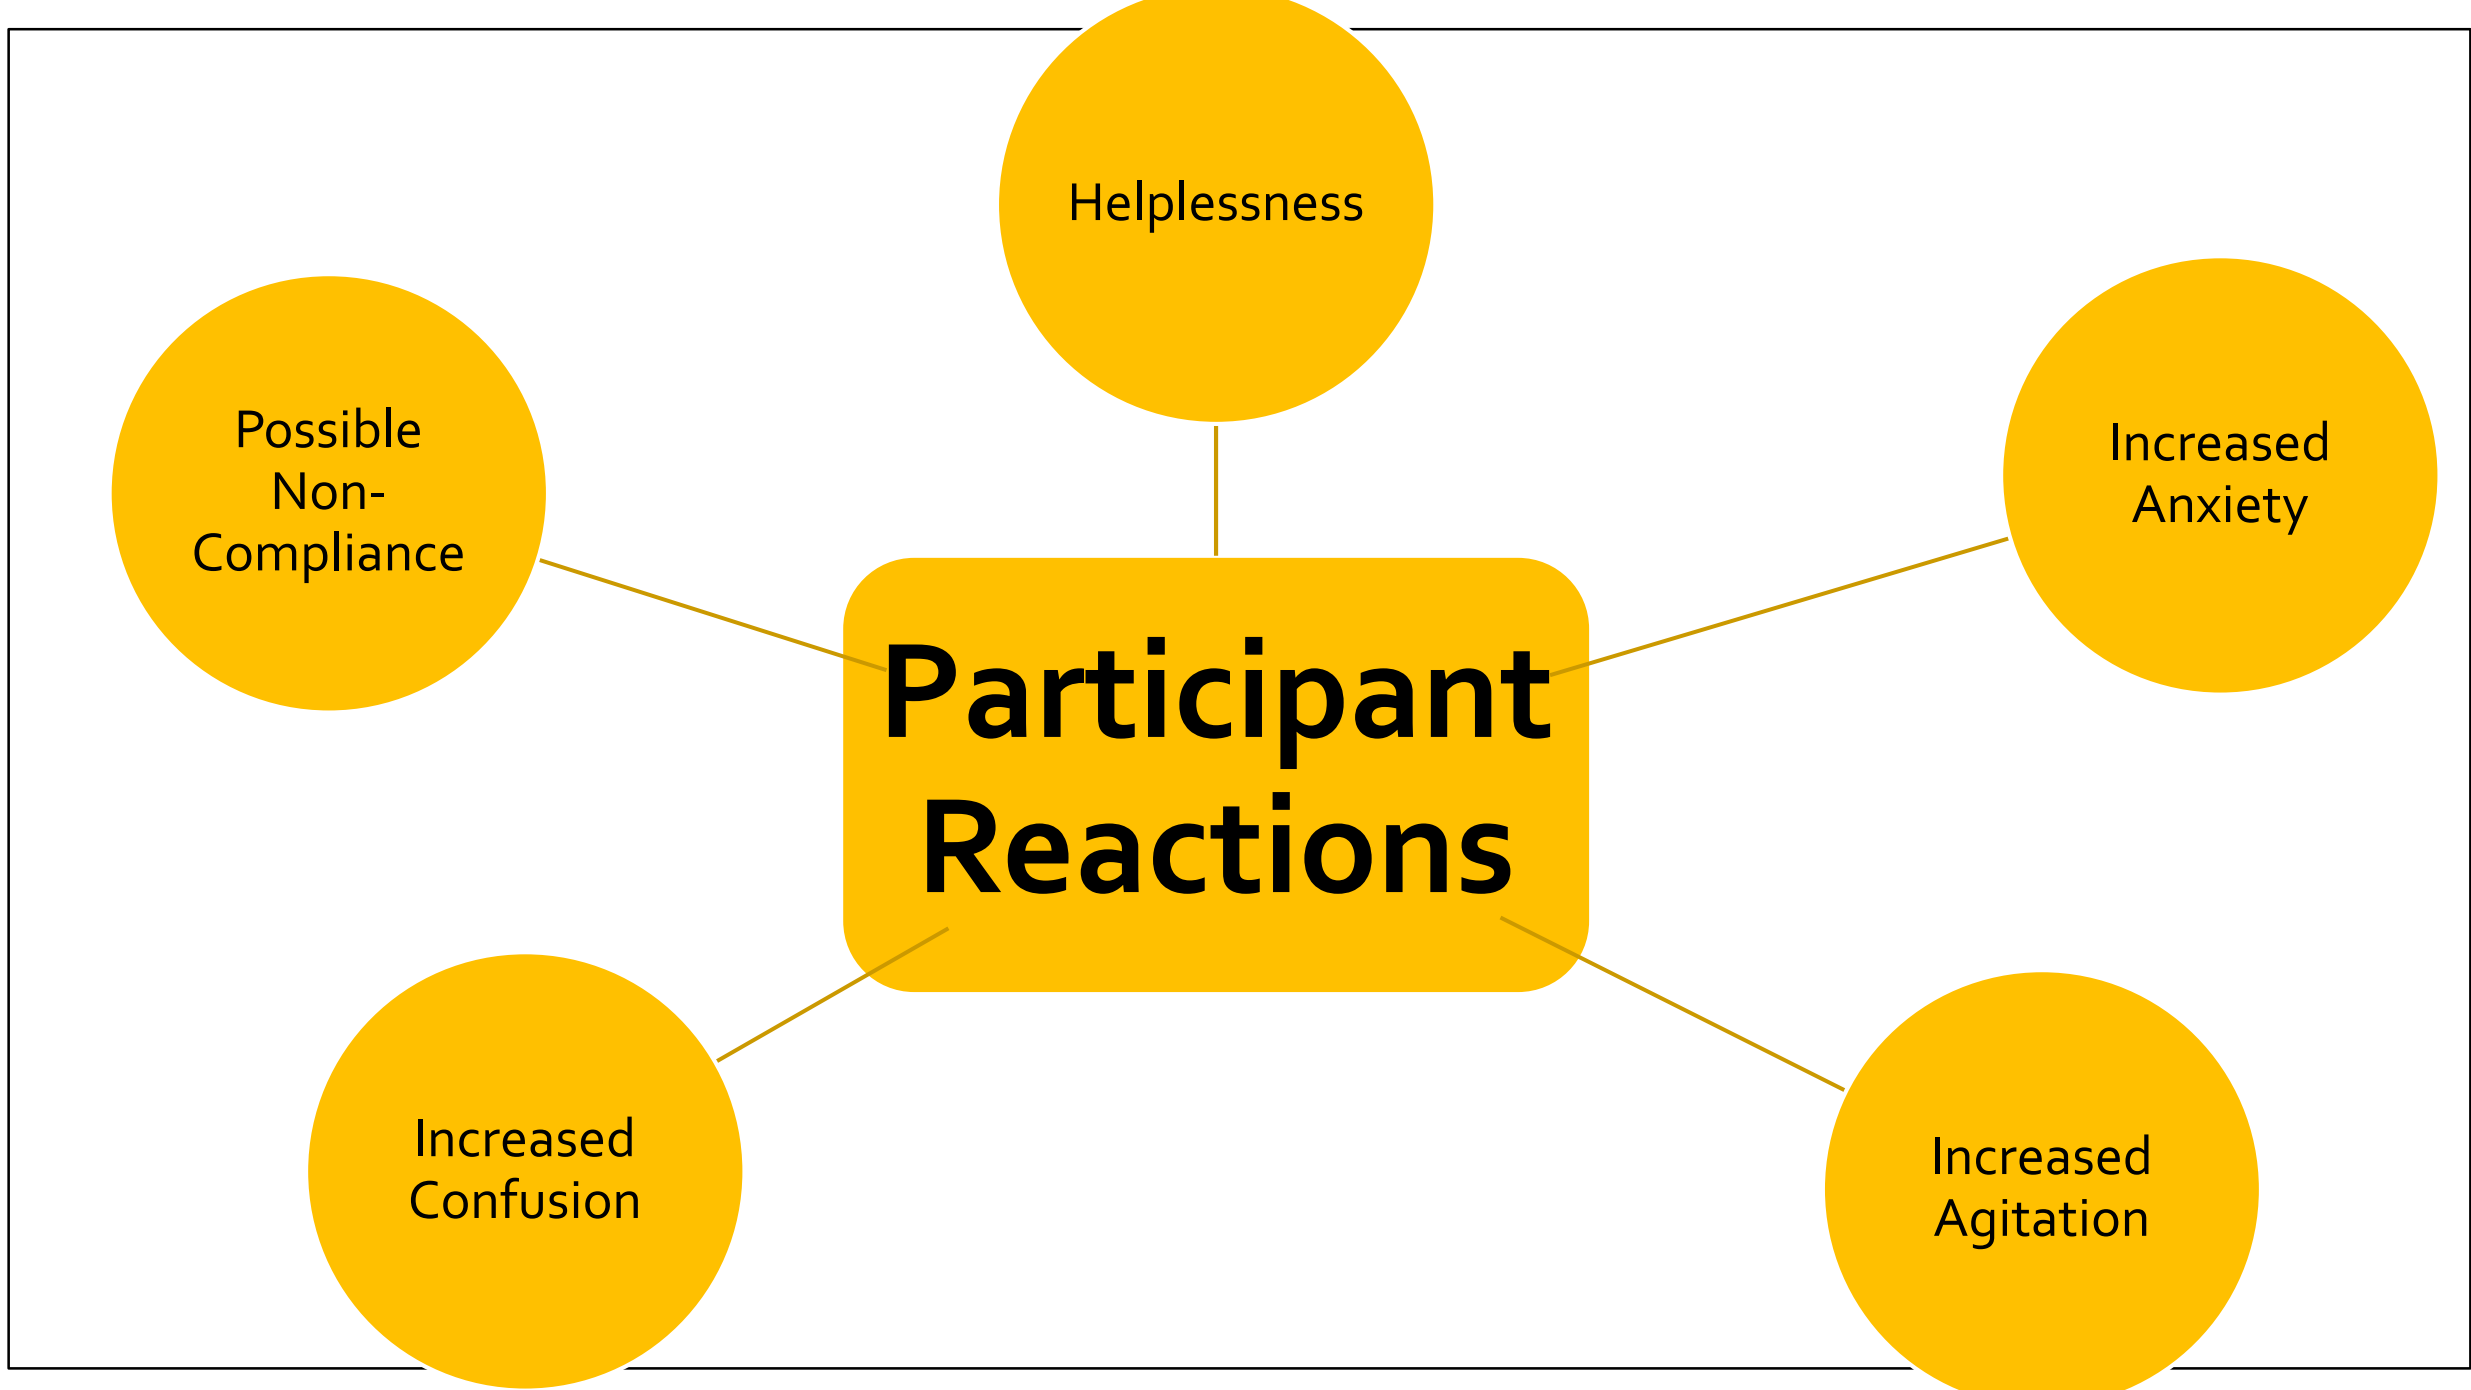 Helplessness
Increased
Anxiety
Increased
Agitation
Increased
Confusion
Possible
Non-
Compliance
Participant
Reactions